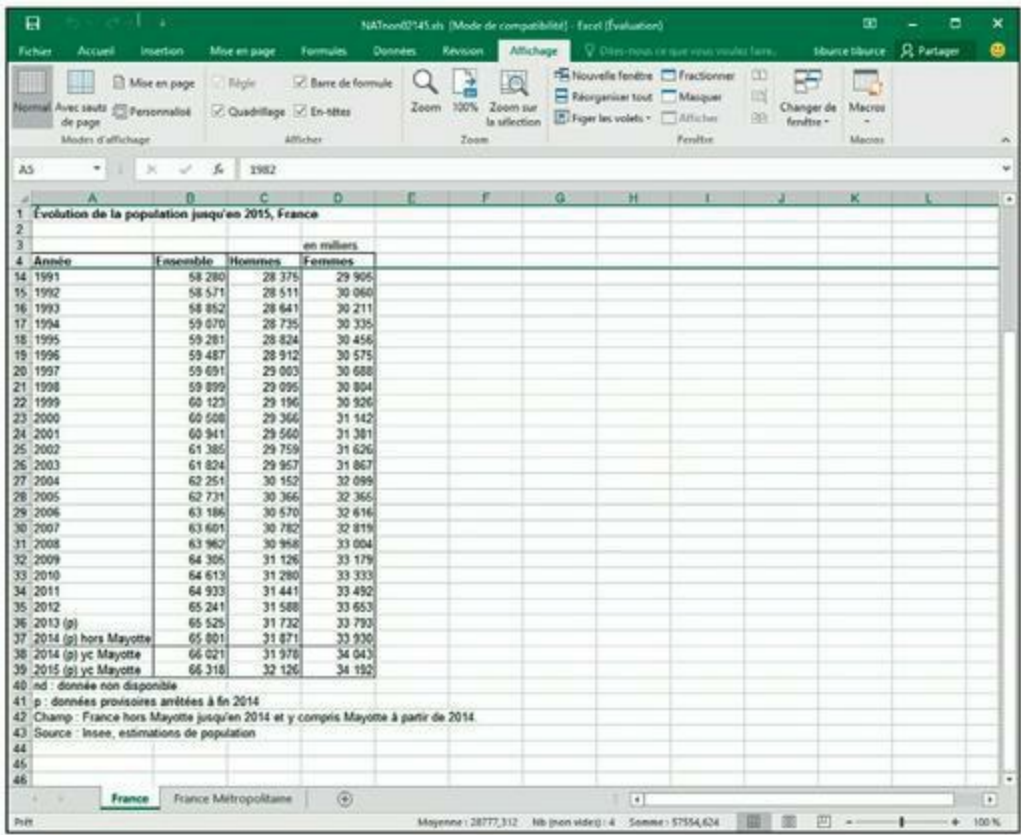 NATnon02145.xls [Mode de compatibilité] - Excel (Évaluation)
Fichier Accueil Insertion Mise en page Formules Données Révision Affichage Dites-nous ce que vous voulez faire. tiburce tiburce Partager
Mise en page Règle Barre de formule Nouvelle fenêtre Fractionner
Normal Avec sauts de page Personnalisé Quadrillage En-têtes Zoom 100% Zoom sur la sélection Réorganiser tout Masquer Changer de fenêtre Macros
Figer les volets Afficher
Modes d'affichage Afficher Zoom Fenêtre Macros
A5 fx 1982
A B C D E F G H I J K L
1 Évolution de la population jusqu'en 2015, France
2
3 en milliers
4 Année Ensemble Hommes Femmes
14 1991 58 280 28 375 29 905
15 1992 58 571 28 511 30 060
16 1993 58 852 28 641 30 211
17 1994 59 070 28 735 30 335
18 1995 59 281 28 824 30 456
19 1996 59 487 28 912 30 575
20 1997 59 691 29 003 30 688
21 1998 59 899 29 095 30 804
22 1999 60 123 29 196 30 926
23 2000 60 508 29 366 31 142
24 2001 60 941 29 560 31 381
25 2002 61 385 29 759 31 626
26 2003 61 824 29 957 31 867
27 2004 62 251 30 152 32 099
28 2005 62 731 30 366 32 365
29 2006 63 186 30 570 32 616
30 2007 63 601 30 782 32 819
31 2008 63 962 30 958 33 004
32 2009 64 305 31 126 33 179
33 2010 64 613 31 280 33 333
34 2011 64 933 31 441 33 492
35 2012 65 241 31 588 33 653
36 2013 (p) 65 525 31 732 33 793
37 2014 (p) hors Mayotte 65 801 31 871 33 930
38 2014 (p) yc Mayotte 66 021 31 978 34 043
39 2015 (p) yc Mayotte 66 318 32 126 34 192
40 nd : donnée non disponible
41 p : données provisoires arrêtées à fin 2014
42 Champ : France hors Mayotte jusqu'en 2014 et y compris Mayotte à partir de 2014.
43 Source : Insee, estimations de population
44
45
46
France France Métropolitaine
Prêt Moyenne : 28777,312 Nb (non vides) : 4 Somme : 57554,624 100 %